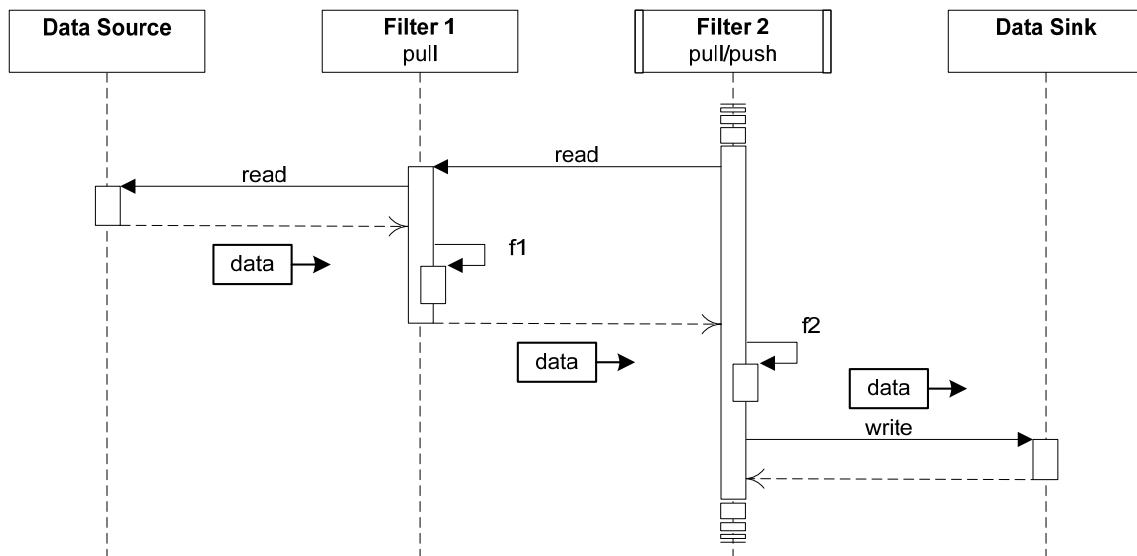 Data Source
Filter 1
pull
Filter 2
pull/push
Data Sink
read
read
data
f1
data
f2
data
write